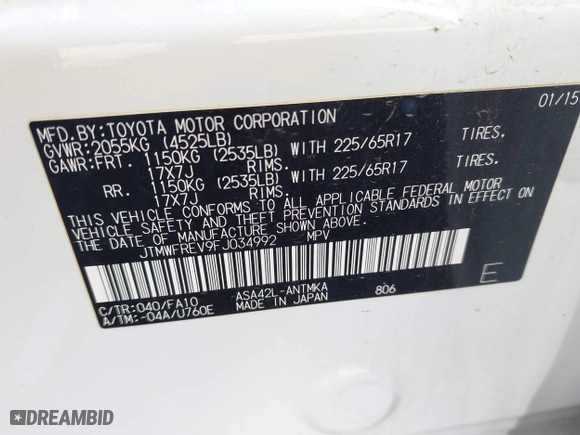 01/15
MFD.BY:TOYOTA MOTOR CORPORATION
GVWR:2055KG (4525LB)
GAWR:FRT. 1150KG (2535LB) WITH 225/65R17 TIRES.
17X7J RIMS.
RR. 1150KG (2535LB) WITH 225/65R17 TIRES.
17X7J RIMS.
THIS VEHICLE CONFORMS TO ALL APPLICABLE FEDERAL MOTOR
VEHICLE SAFETY AND THEFT PREVENTION STANDARDS IN EFFECT ON
THE DATE OF MANUFACTURE SHOWN ABOVE.
JTMWFREV9FJ034992 MPV
E
C/TR:040/FA10 ASA42L-ANTMKA 806
A/TM:-04A/U760E MADE IN JAPAN
DREAMBID